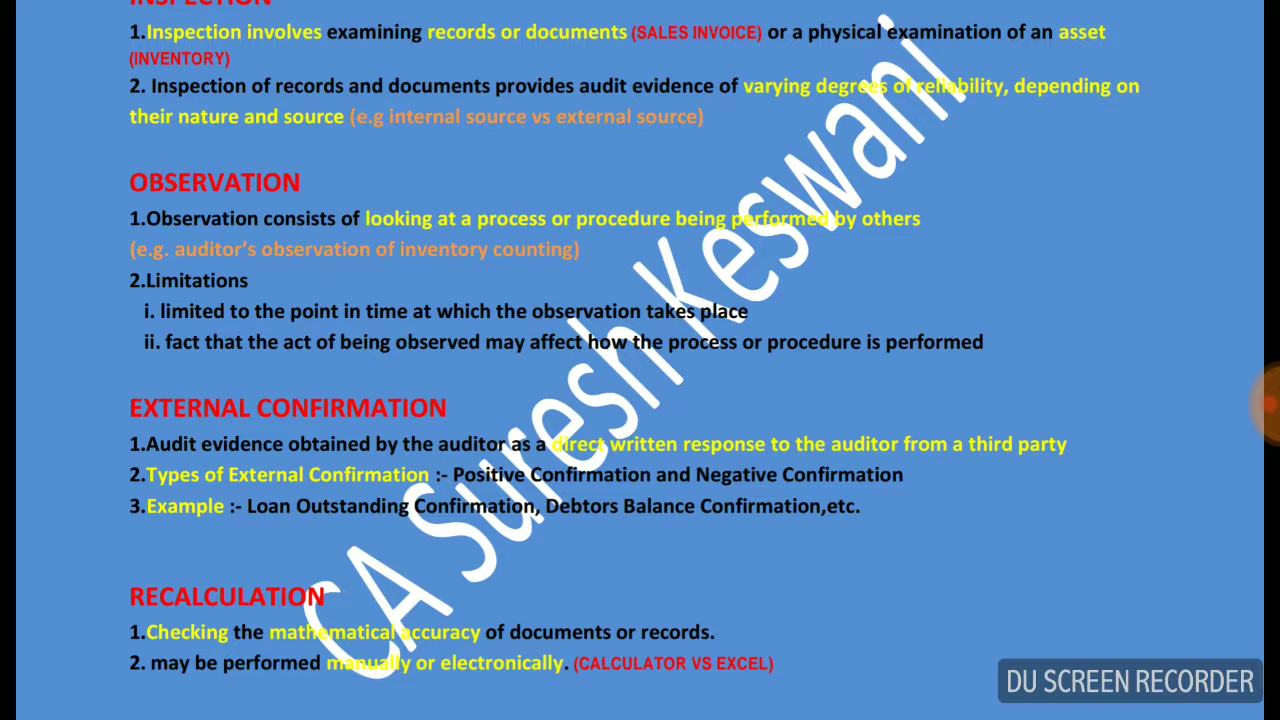 INSPECTION
1.Inspection involves examining records or documents (SALES INVOICE) or a physical examination of an asset
(INVENTORY)
2. Inspection of records and documents provides audit evidence of varying degrees of reliability, depending on
their nature and source (e.g internal source vs external source)
OBSERVATION
1.Observation consists of looking at a process or procedure being performed by others
(e.g. auditor's observation of inventory counting)
2.Limitations
i. limited to the point in time at which the observation takes place
ii. fact that the act of being observed may affect how the process or procedure is performed
EXTERNAL CONFIRMATION
1.Audit evidence obtained by the auditor as a direct written response to the auditor from a third party
2.Types of External Confirmation :- Positive Confirmation and Negative Confirmation
3.Example :- Loan Outstanding Confirmation, Debtors Balance Confirmation,etc.
RECALCULATION
1.Checking the mathematical accuracy of documents or records.
2. may be performed manually or electronically. (CALCULATOR VS EXCEL)
CA Suresh Keswani
DU SCREEN RECORDER